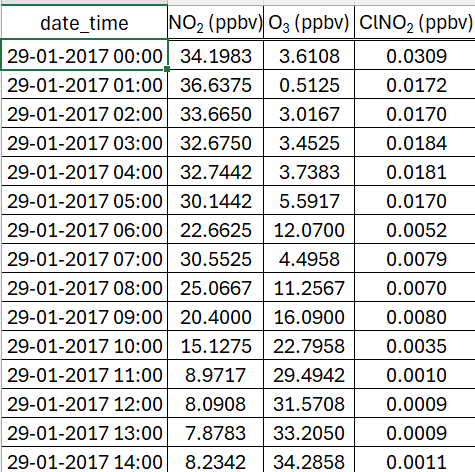 date_time NO₂ (ppbv) O₃ (ppbv) ClNO₂ (ppbv)
29-01-2017 00:00 34.1983 3.6108 0.0309
29-01-2017 01:00 36.6375 0.5125 0.0172
29-01-2017 02:00 33.6650 3.0167 0.0170
29-01-2017 03:00 32.6750 3.4525 0.0184
29-01-2017 04:00 32.7442 3.7383 0.0181
29-01-2017 05:00 30.1442 5.5917 0.0170
29-01-2017 06:00 22.6625 12.0700 0.0052
29-01-2017 07:00 30.5525 4.4958 0.0079
29-01-2017 08:00 25.0667 11.2567 0.0070
29-01-2017 09:00 20.4000 16.0900 0.0080
29-01-2017 10:00 15.1275 22.7958 0.0035
29-01-2017 11:00 8.9717 29.4942 0.0010
29-01-2017 12:00 8.0908 31.5708 0.0009
29-01-2017 13:00 7.8783 33.2050 0.0009
29-01-2017 14:00 8.2342 34.2858 0.0011